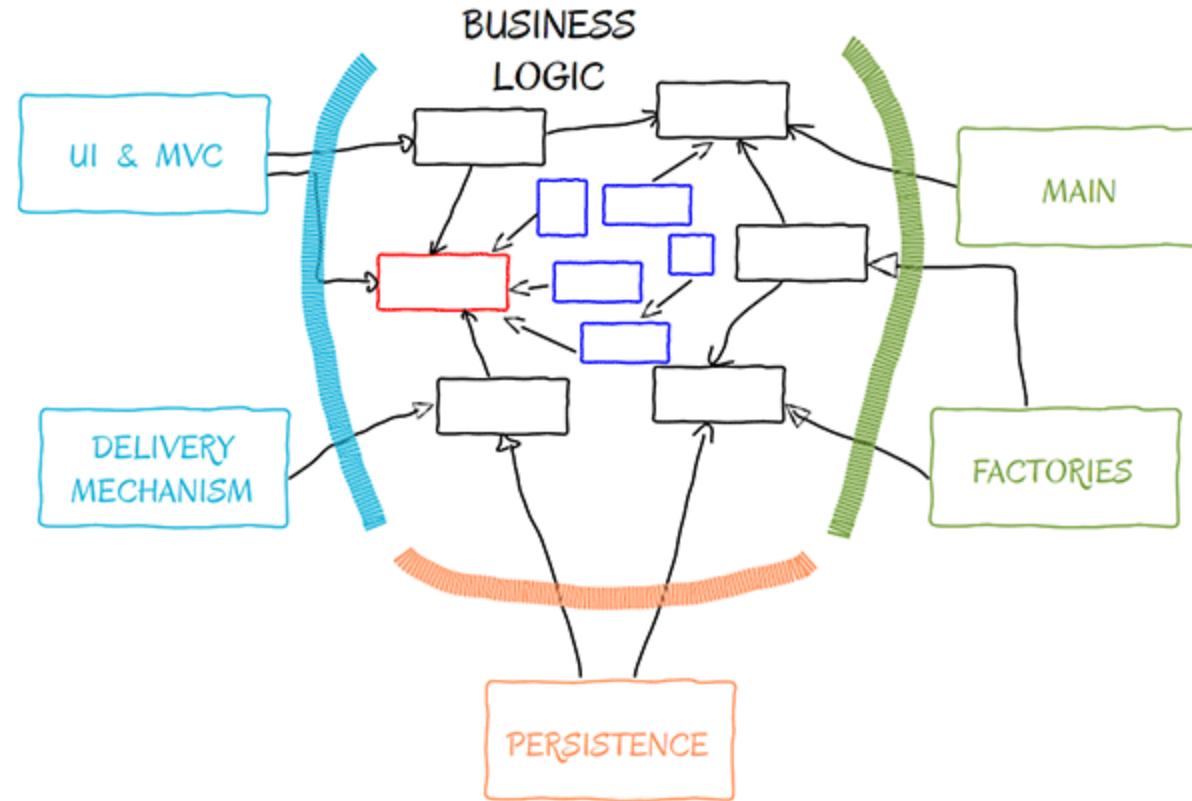 BUSINESS
LOGIC
UI & MVC
MAIN
DELIVERY
MECHANISM
FACTORIES
PERSISTENCE